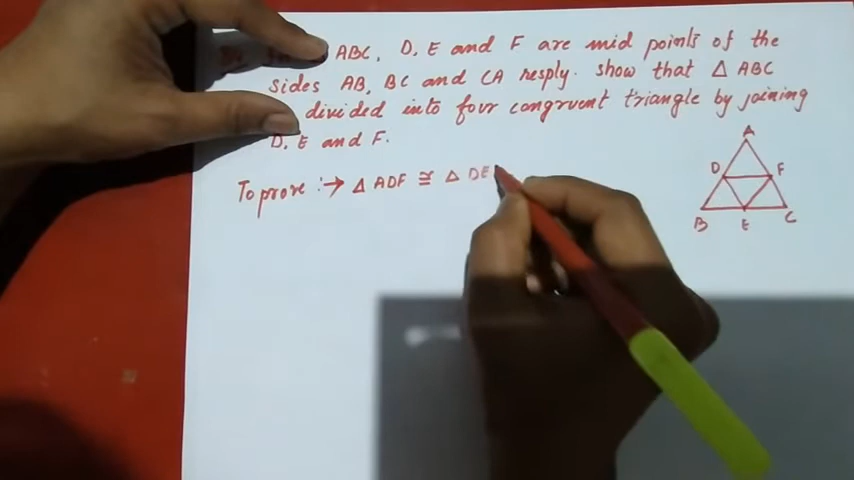 ABC, D, E and F are mid points of the
sides AB, BC and CA resply. show that △ ABC
divided into four congruent triangle by joining
D, E and F.
To prove :→ △ ADF ≅ △ DE
A
D F
B E C